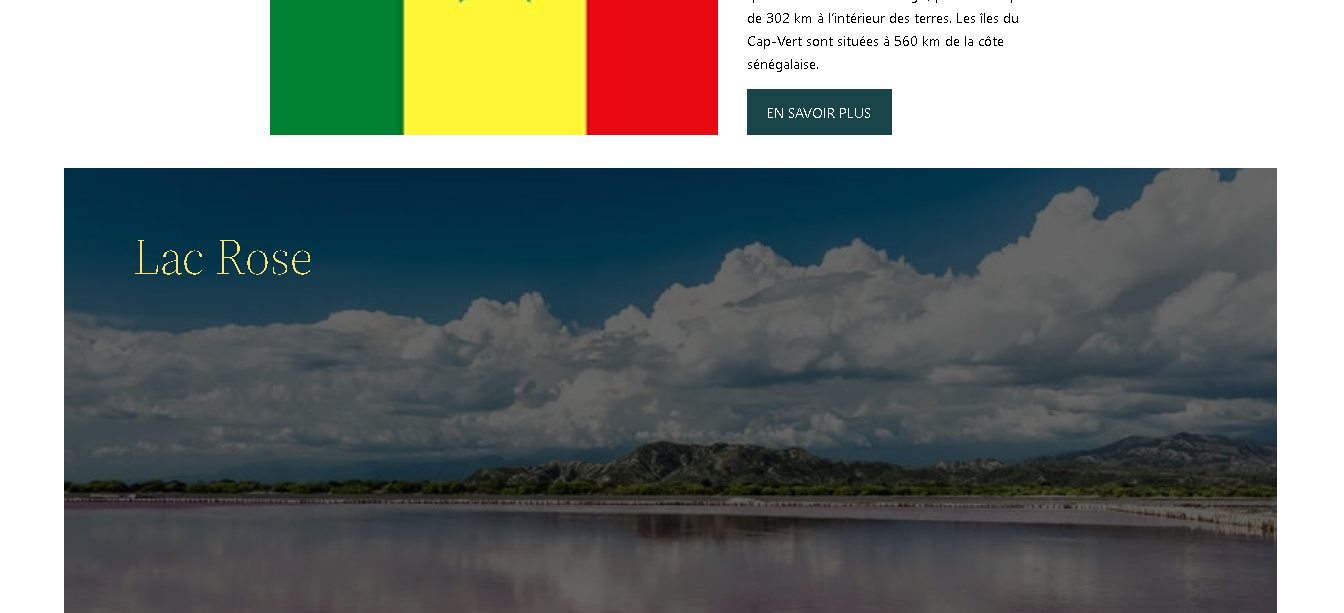 de 302 km à l'intérieur des terres. Les îles du
Cap-Vert sont situées à 560 km de la côte
sénégalaise.
EN SAVOIR PLUS
Lac Rose